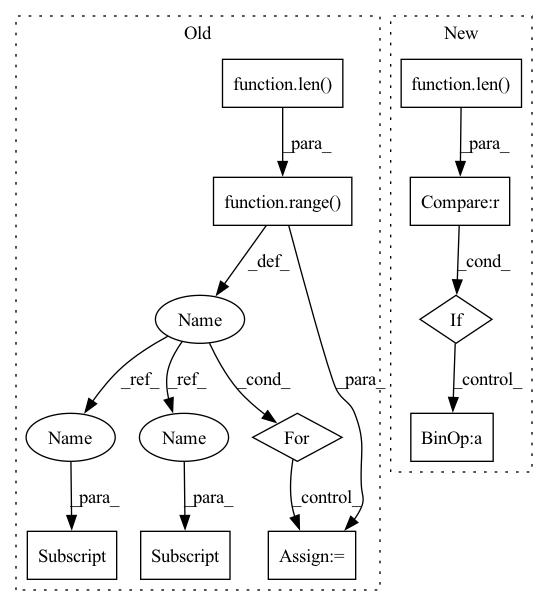 Old
New
function.len()
function.len()
_para_
_para_
function.range()
Compare:r
_def_
_cond_
Name
If
_ref_
_ref_
_cond_
_para_
_control_
Name
Name
For
BinOp:a
_para_
_para_
_control_
Subscript
Subscript
Assign:=